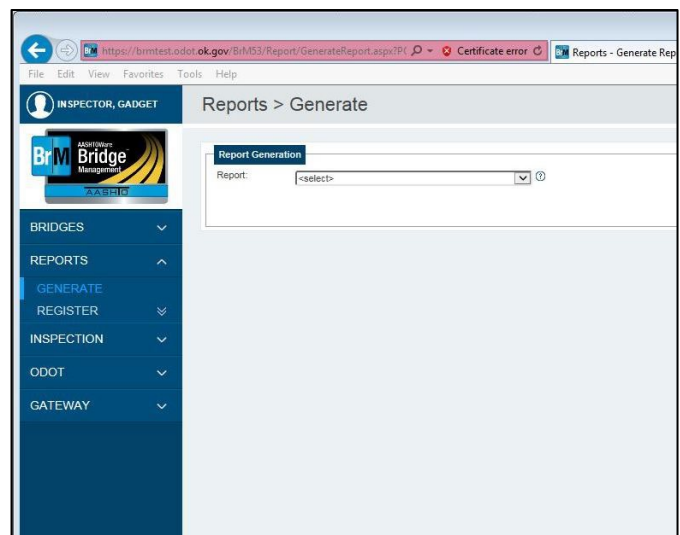 https://brmtest.odot.ok.gov/BrM53/Report/GenerateReport.aspx?P( Certificate error Reports - Generate Rep
File Edit View Favorites Tools Help
INSPECTOR, GADGET
Reports > Generate
BrM AASHTOWare
Bridge
Management
AASHTO
Report Generation
Report: <select>
BRIDGES
REPORTS
GENERATE
REGISTER
INSPECTION
ODOT
GATEWAY